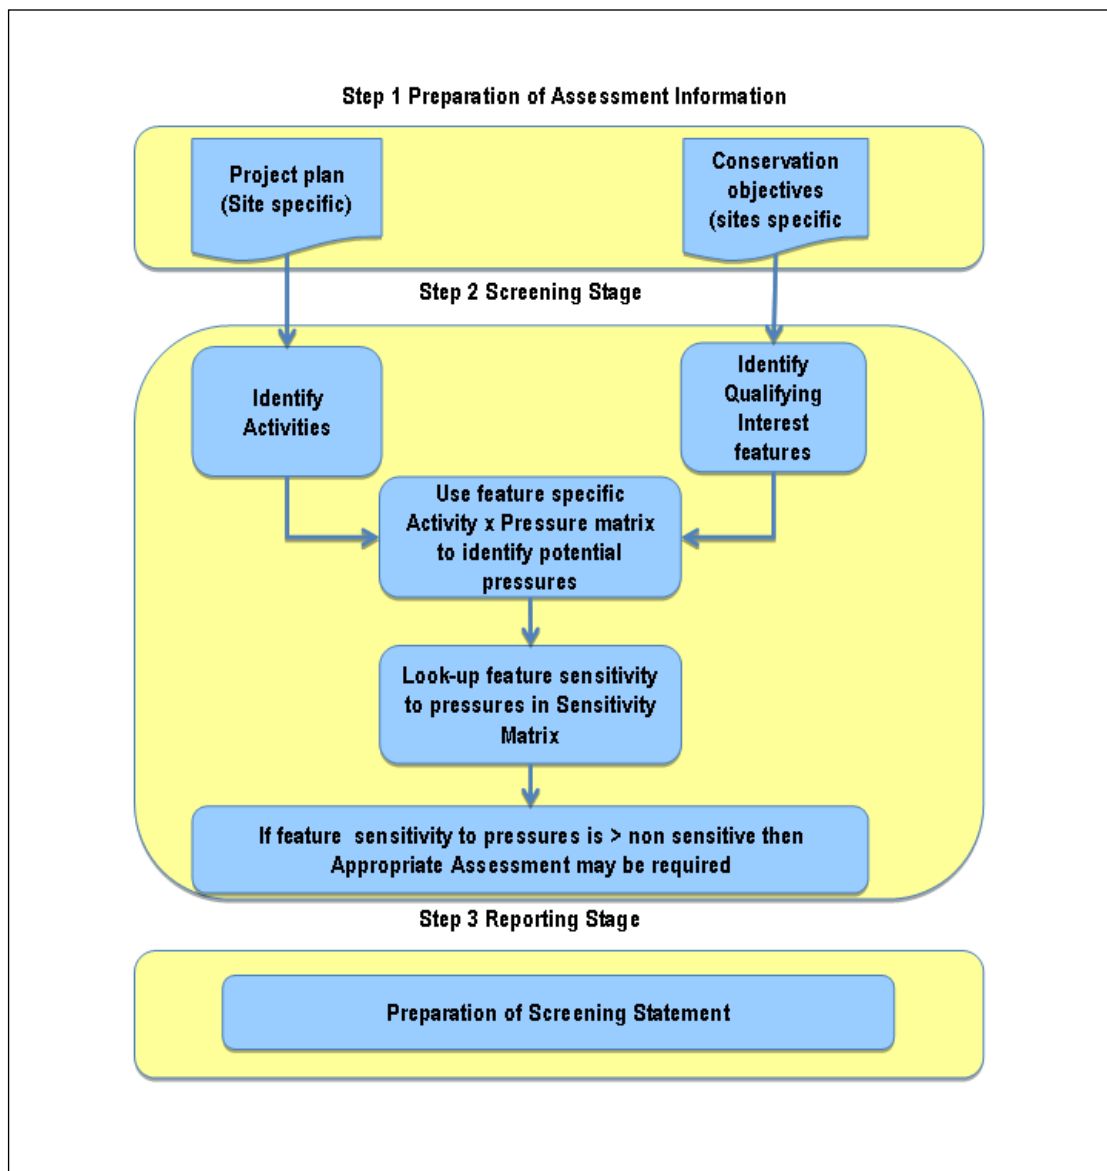 Step 1 Preparation of Assessment Information
Project plan
(Site specific)
Conservation
objectives
(sites specific
Step 2 Screening Stage
Identify
Activities
Identify
Qualifying
Interest
features
Use feature specific
Activity x Pressure matrix
to identify potential
pressures
Look-up feature sensitivity
to pressures in Sensitivity
Matrix
If feature sensitivity to pressures is > non sensitive then
Appropriate Assessment may be required
Step 3 Reporting Stage
Preparation of Screening Statement